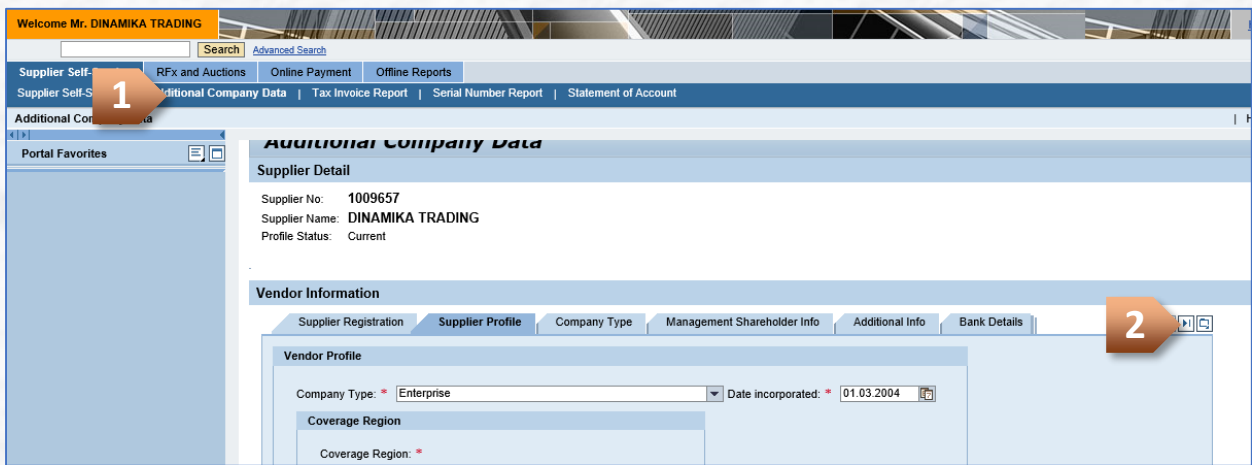 Welcome Mr. DINAMIKA TRADING
Search Advanced Search
Supplier Self- RFx and Auctions Online Payment Offline Reports
Supplier Self-S 1 dditional Company Data | Tax Invoice Report | Serial Number Report | Statement of Account
Additional Co a | H
Portal Favorites
Additional Company Data
Supplier Detail
Supplier No: 1009657
Supplier Name: DINAMIKA TRADING
Profile Status: Current
Vendor Information
Supplier Registration Supplier Profile Company Type Management Shareholder Info Additional Info Bank Details 2
Vendor Profile
Company Type: * Enterprise Date incorporated: * 01.03.2004
Coverage Region
Coverage Region: *